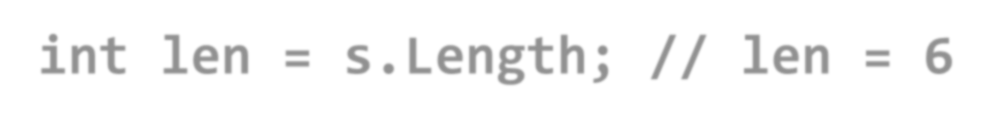 int len = s.Length; // len = 6